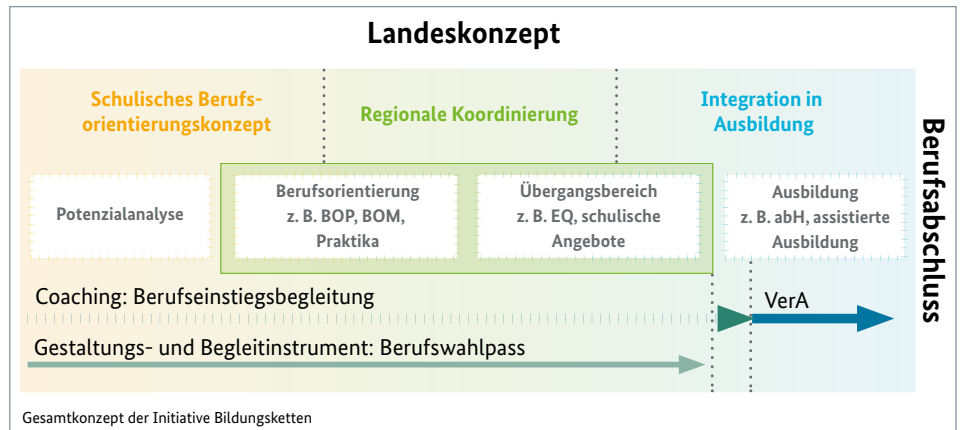 Landeskonzept
Schulisches Berufs-
orientierungskonzept
Regionale Koordinierung
Integration in
Ausbildung
Potenzialanalyse
Berufsorientierung
z. B. BOP, BOM,
Praktika
Übergangsbereich
z. B. EQ, schulische
Angebote
Ausbildung
z. B. abH, assistierte
Ausbildung
Berufsabschluss
Coaching: Berufseinstiegsbegleitung
VerA
Gestaltungs- und Begleitinstrument: Berufswahlpass
Gesamtkonzept der Initiative Bildungsketten